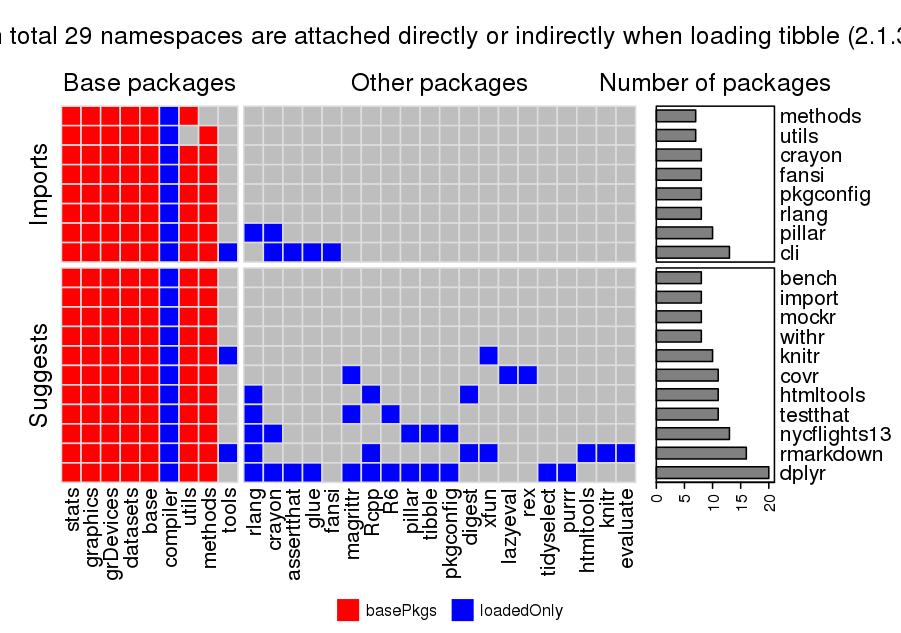 total 29 namespaces are attached directly or indirectly when loading tibble (2.1.3
Base packages
Other packages
Number of packages
Imports
methods
utils
crayon
fansi
pkgconfig
rlang
pillar
cli
Suggests
bench
import
mockr
withr
knitr
covr
htmltools
testthat
nycflights13
rmarkdown
dplyr
stats
graphics
grDevices
datasets
base
compiler
utils
methods
tools
rlang
crayon
assertthat
glue
fansi
magrittr
Rcpp
R6
pillar
tibble
pkgconfig
digest
xfun
lazyeval
rex
tidyselect
purrr
htmltools
knitr
evaluate
0 5 10 15 20
basePkgs loadedOnly